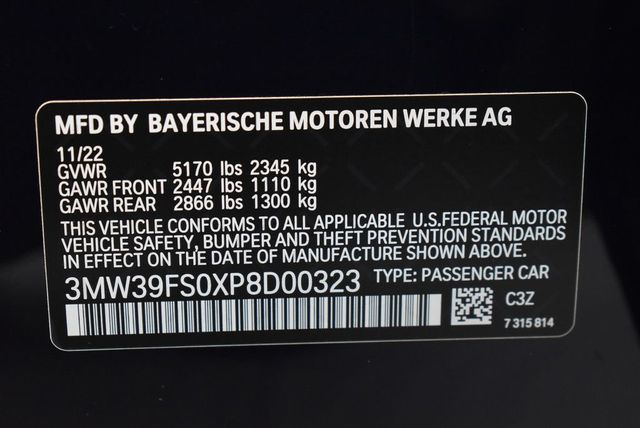 MFD BY BAYERISCHE MOTOREN WERKE AG
11/22
GVWR 5170 lbs 2345 kg
GAWR FRONT 2447 lbs 1110 kg
GAWR REAR 2866 lbs 1300 kg
THIS VEHICLE CONFORMS TO ALL APPLICABLE U.S.FEDERAL MOTOR
VEHICLE SAFETY, BUMPER AND THEFT PREVENTION STANDARDS
IN EFFECT ON THE DATE OF MANUFACTURE SHOWN ABOVE.
3MW39FS0XP8D00323 TYPE: PASSENGER CAR
C3Z
7 315 814